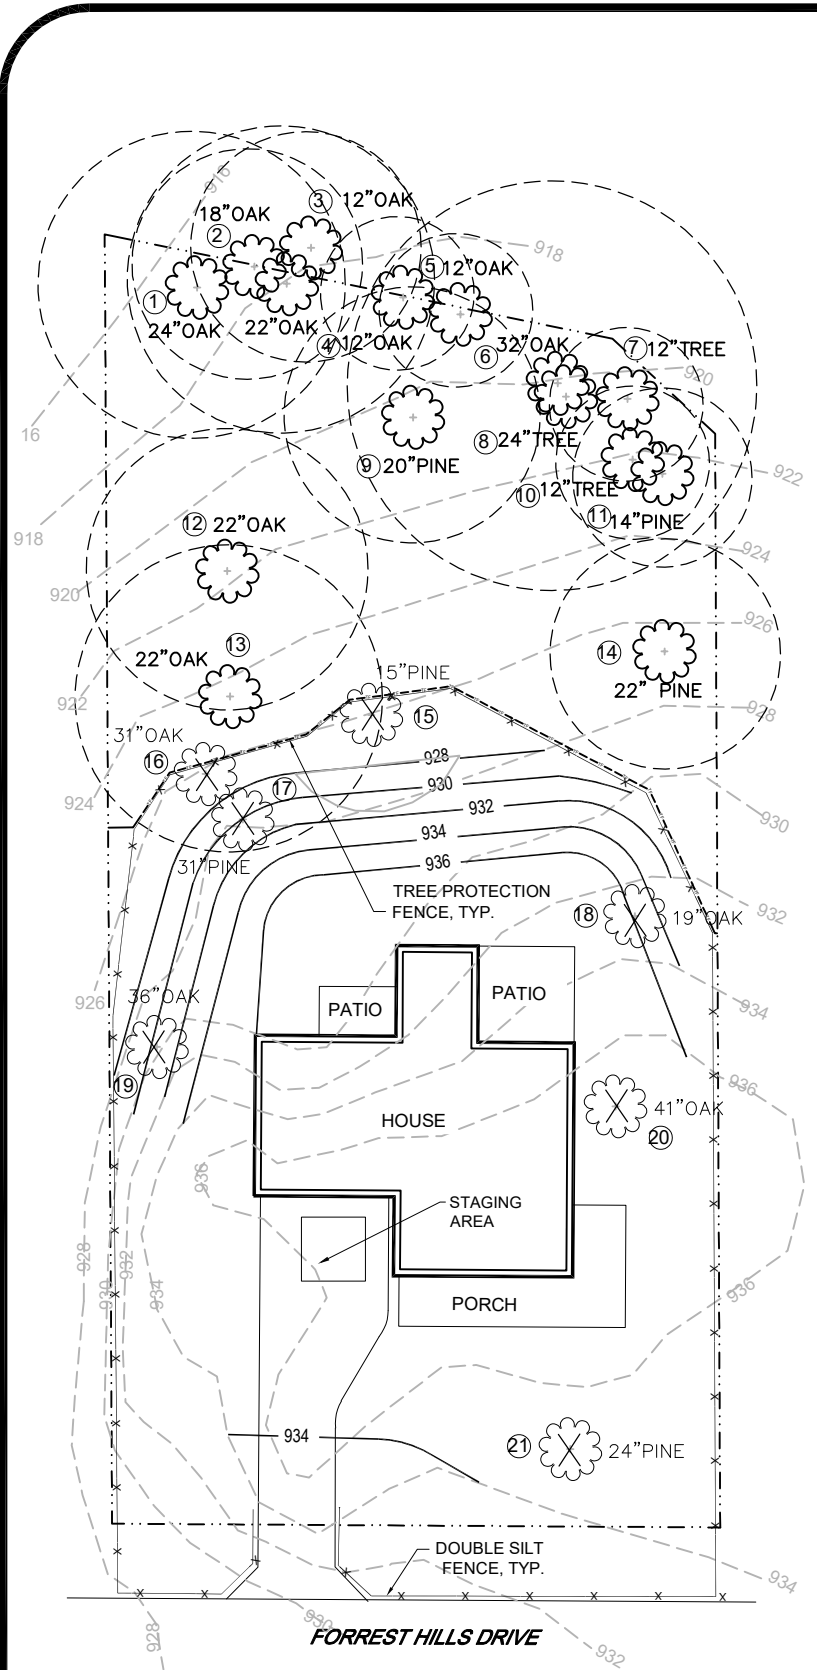 916
3 12"OAK
18"OAK
2
918
5 12"OAK
1
24"OAK
22"OAK
4 12"OAK
32"OAK
6
7 12"TREE
920
16
8 24"TREE
9 20"PINE
922
10 12"TREE
11 14"PINE
12 22"OAK
918
924
920
926
13
22"OAK
14
22" PINE
15"PINE
922
928
15
31"OAK
16
928
17
930
924
932
930
934
31"PINE
936
TREE PROTECTION
FENCE, TYP.
18 19"OAK
932
926
36"OAK
PATIO
PATIO
934
19
936
HOUSE
41"OAK
20
936
STAGING
AREA
928
932
930
934
936
PORCH
934
21 24"PINE
DOUBLE SILT
FENCE, TYP.
934
930
928
932
FORREST HILLS DRIVE